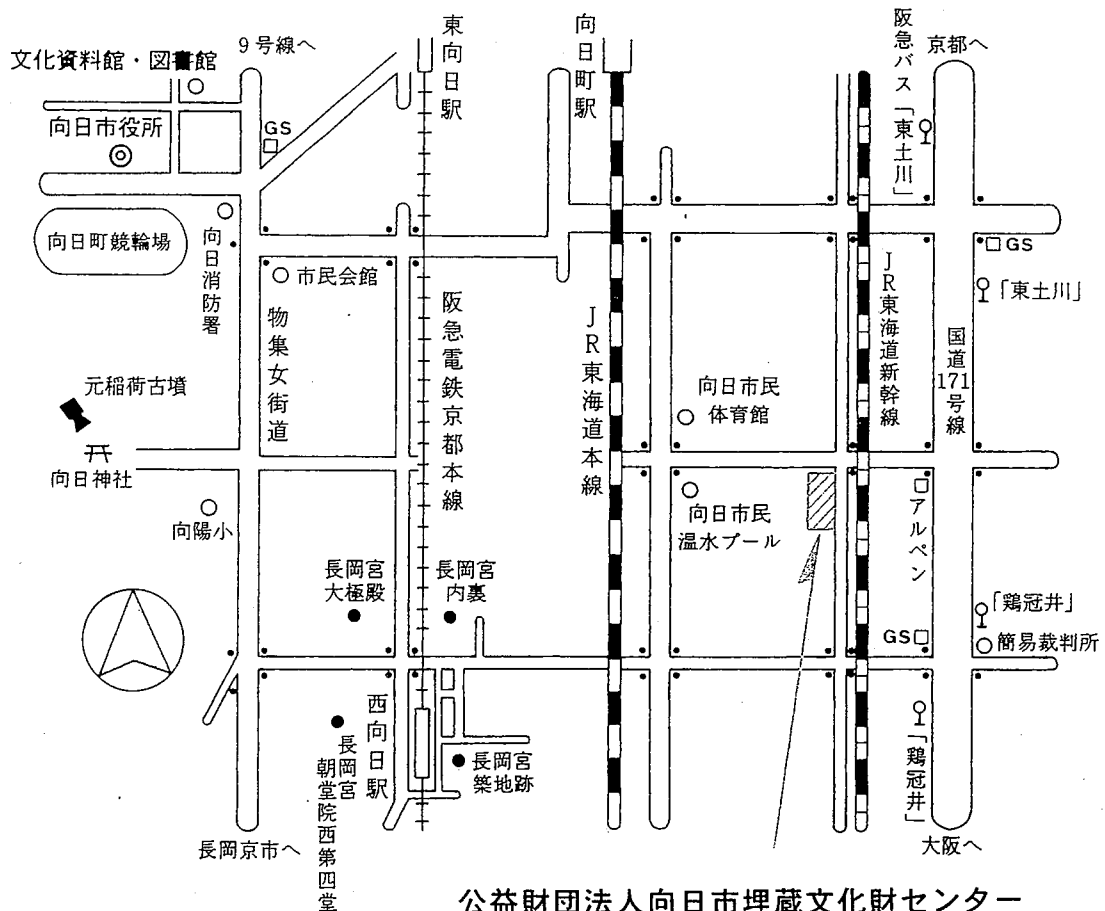 文化資料館・図書館
9号線へ
東向日駅
向日町駅
阪急バス「東土川」
京都へ
向日市役所
GS
向日町競輪場
向日消防署
市民会館
物集女街道
阪急電鉄京都本線
JR東海道本線
JR東海道新幹線
国道171号線
GS
「東土川」
元稲荷古墳
向日神社
向陽小
向日市民
体育館
向日市民
温水プール
アルペン
長岡宮
大極殿
長岡宮
内裏
「鶏冠井」
GS
簡易裁判所
西向日駅
長岡宮
朝堂院西第四堂
長岡宮
築地跡
「鶏冠井」
長岡京市へ
大阪へ
公益財団法人向日市埋蔵文化財センター